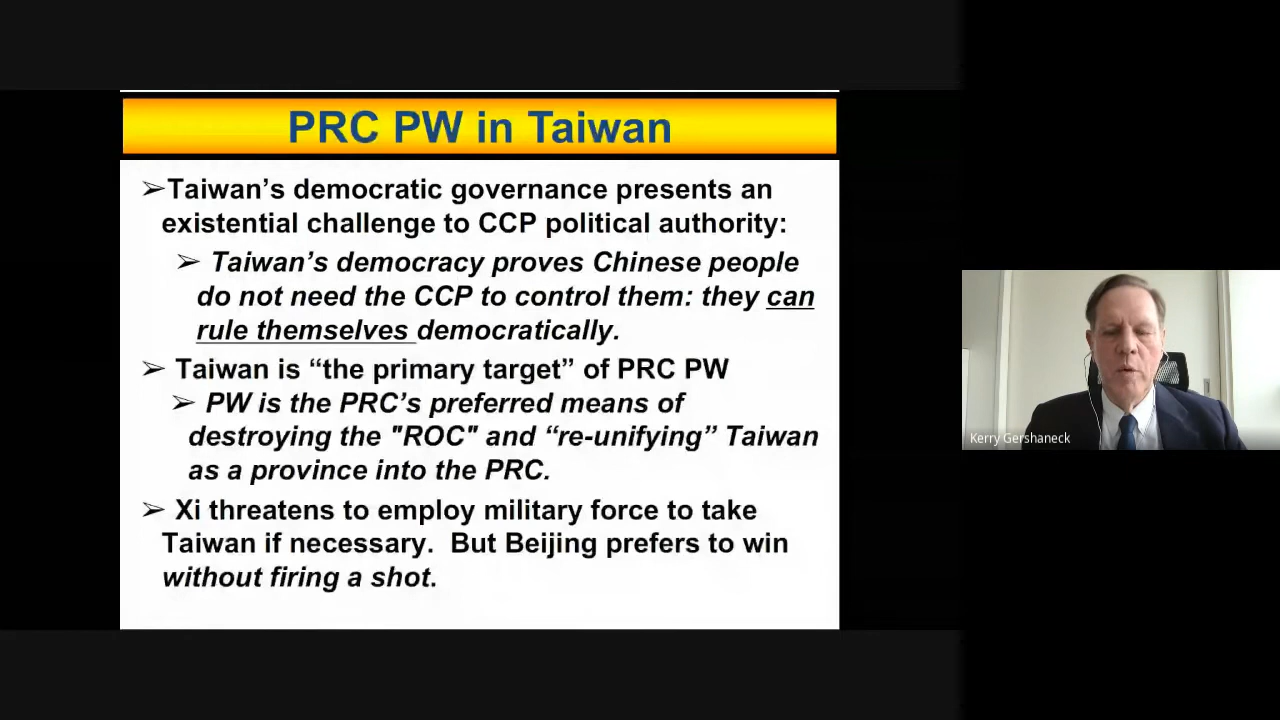 PRC PW in Taiwan
➢Taiwan’s democratic governance presents an
existential challenge to CCP political authority:
➢ Taiwan’s democracy proves Chinese people
do not need the CCP to control them: they can
rule themselves democratically.
➢ Taiwan is “the primary target” of PRC PW
➢ PW is the PRC’s preferred means of
destroying the "ROC" and “re-unifying” Taiwan
as a province into the PRC.
➢ Xi threatens to employ military force to take
Taiwan if necessary.  But Beijing prefers to win
without firing a shot.
Kerry Gershaneck